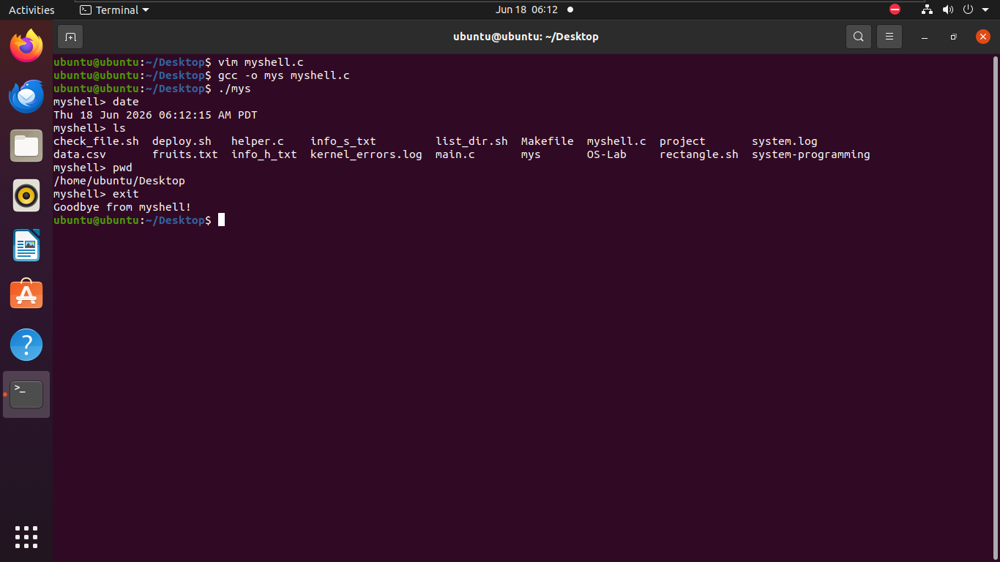 Activities Terminal Jun 18 06:12
ubuntu@ubuntu: ~/Desktop
ubuntu@ubuntu:~/Desktop$ vim myshell.c
ubuntu@ubuntu:~/Desktop$ gcc -o mys myshell.c
ubuntu@ubuntu:~/Desktop$ ./mys
myshell> date
Thu 18 Jun 2026 06:12:15 AM PDT
myshell> ls
check_file.sh deploy.sh helper.c info_s_txt list_dir.sh Makefile myshell.c project system.log
data.csv fruits.txt info_h_txt kernel_errors.log main.c mys OS-Lab rectangle.sh system-programming
myshell> pwd
/home/ubuntu/Desktop
myshell> exit
Goodbye from myshell!
ubuntu@ubuntu:~/Desktop$